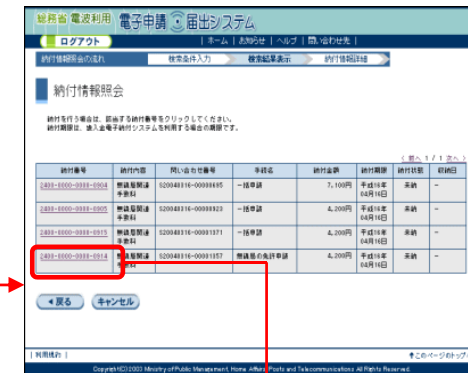 総務省 電波利用 電子申請・届出システム
ログアウト | ホーム | お知らせ | ヘルプ | 問い合わせ先 |
納付情報照会の流れ 検索条件入力 検索結果表示 納付情報詳細
納付情報照会
納付を行う場合は、該当する納付番号をクリックしてください。
納付期限は、歳入金電子納付システムを利用する場合の期限です。
< 前へ 1 / 1 次へ >
納付番号 納付内容 問い合わせ番号 手続名 納付金額 納付期限 納付状態 収納日
2400-0000-0000-0904 無線局関連手数料 S20040316-00000605 一括申請 7,100円 平成16年04月16日 未納 -
2400-0000-0000-0905 無線局関連手数料 S20040316-00000923 一括申請 4,200円 平成16年04月16日 未納 -
2400-0000-0000-0915 無線局関連手数料 S20040316-00001371 一括申請 4,200円 平成16年04月16日 未納 -
2400-0000-0000-0914 無線局関連手数料 S20040316-00001357 無線局の免許申請 4,200円 平成16年04月16日 未納 -
戻る キャンセル
| 利用規約 | このページのトップへ
Copyright(C)2003 Ministry of Public Management, Home Affairs, Posts and Telecommunications All Rights Reserved.